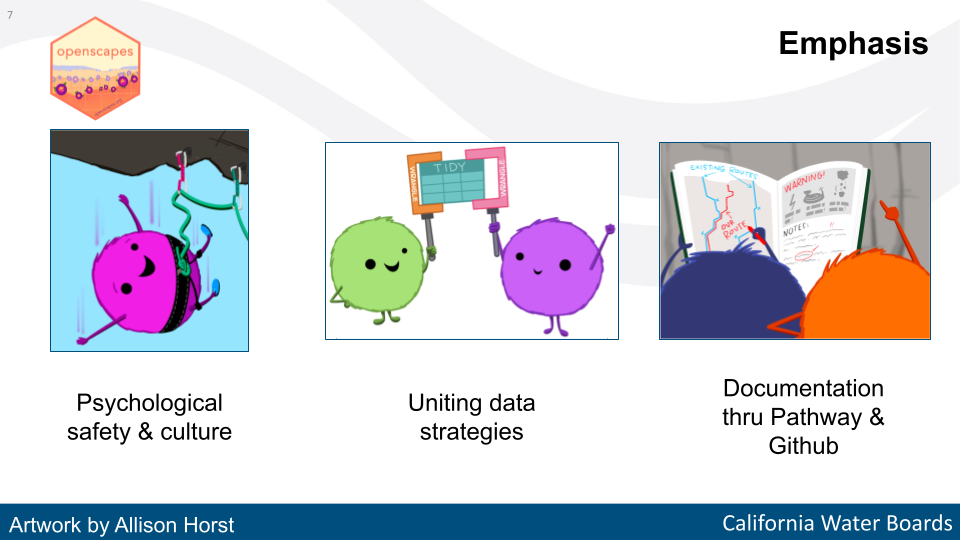 7
openscapes
Emphasis
WRANGLE
TIDY
WRANGLE
EXISTING ROUTES
OUR
ROUTE
WARNING!
NOTES:
Psychological
safety & culture
Uniting data
strategies
Documentation
thru Pathway &
Github
Artwork by Allison Horst
California Water Boards